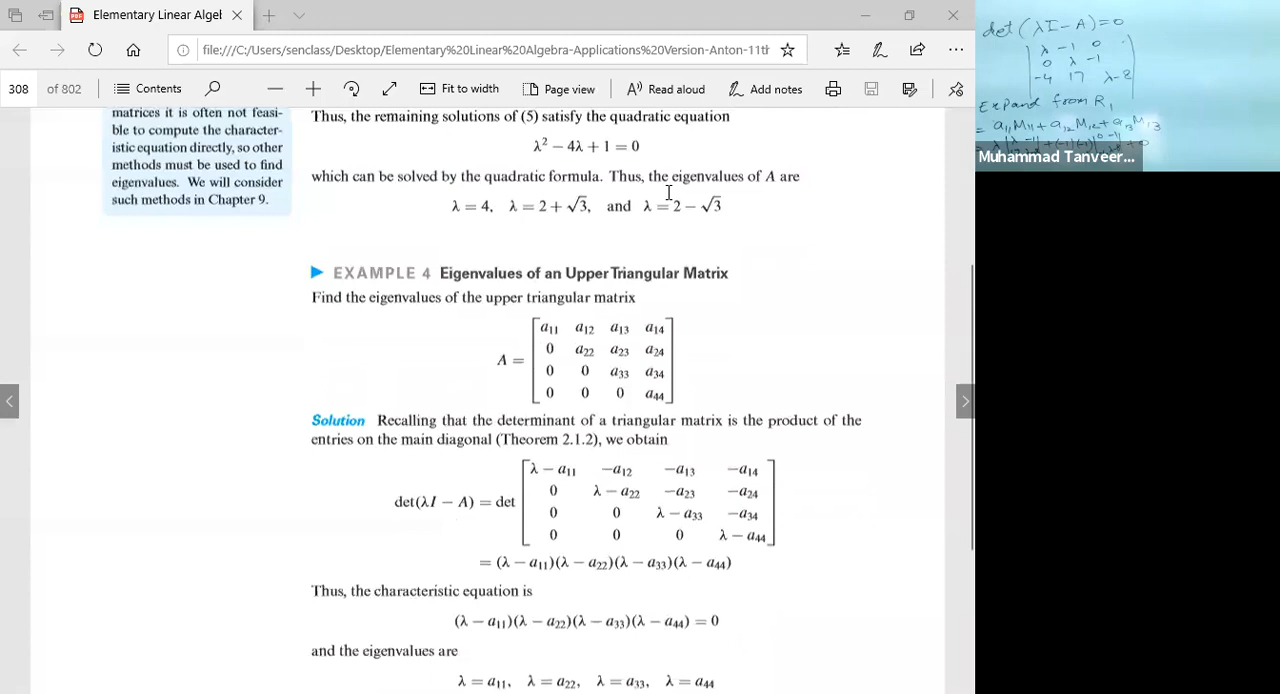 Elementary Linear Algel
file:///C:/Users/senclass/Desktop/Elementary%20Linear%20Algebra-Applications%20Version-Anton-11th
308 of 802 Contents Fit to width Page view Read aloud Add notes
matrices it is often not feasi-
ble to compute the character-
istic equation directly, so other
methods must be used to find
eigenvalues. We will consider
such methods in Chapter 9.
Thus, the remaining solutions of (5) satisfy the quadratic equation
λ² − 4λ + 1 = 0
which can be solved by the quadratic formula. Thus, the eigenvalues of A are
λ = 4, λ = 2 + √3, and λ = 2 − √3
EXAMPLE 4 Eigenvalues of an Upper Triangular Matrix
Find the eigenvalues of the upper triangular matrix
a₁₁ a₁₂ a₁₃ a₁₄
0 a₂₂ a₂₃ a₂₄
A =
0 0 a₃₃ a₃₄
0 0 0 a₄₄
Solution Recalling that the determinant of a triangular matrix is the product of the
entries on the main diagonal (Theorem 2.1.2), we obtain
λ − a₁₁ −a₁₂ −a₁₃ −a₁₄
0 λ − a₂₂ −a₂₃ −a₂₄
det(λI − A) = det
0 0 λ − a₃₃ −a₃₄
0 0 0 λ − a₄₄
= (λ − a₁₁)(λ − a₂₂)(λ − a₃₃)(λ − a₄₄)
Thus, the characteristic equation is
(λ − a₁₁)(λ − a₂₂)(λ − a₃₃)(λ − a₄₄) = 0
and the eigenvalues are
λ = a₁₁, λ = a₂₂, λ = a₃₃, λ = a₄₄
det (λI − A) = 0
λ −1 0
0 λ −1
−4 17 λ−8
Expand from R₁
= a₁₁M₁₁ + a₁₂M₁₂ + a₁₃M₁₃
Muhammad Tanveer...